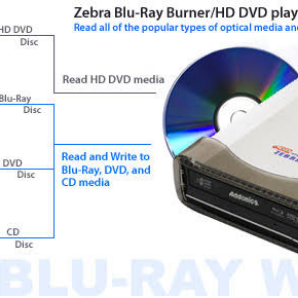 Zebra Blu-Ray Burner/HD DVD play
Read all of the popular types of optical media and
HD DVD
Disc
Read HD DVD media
Blu-Ray
Disc
Read and Write to
Blu-Ray, DVD, and
CD media
DVD
Disc
CD
Disc
ZEBRA
Addonics
BLU-RAY W